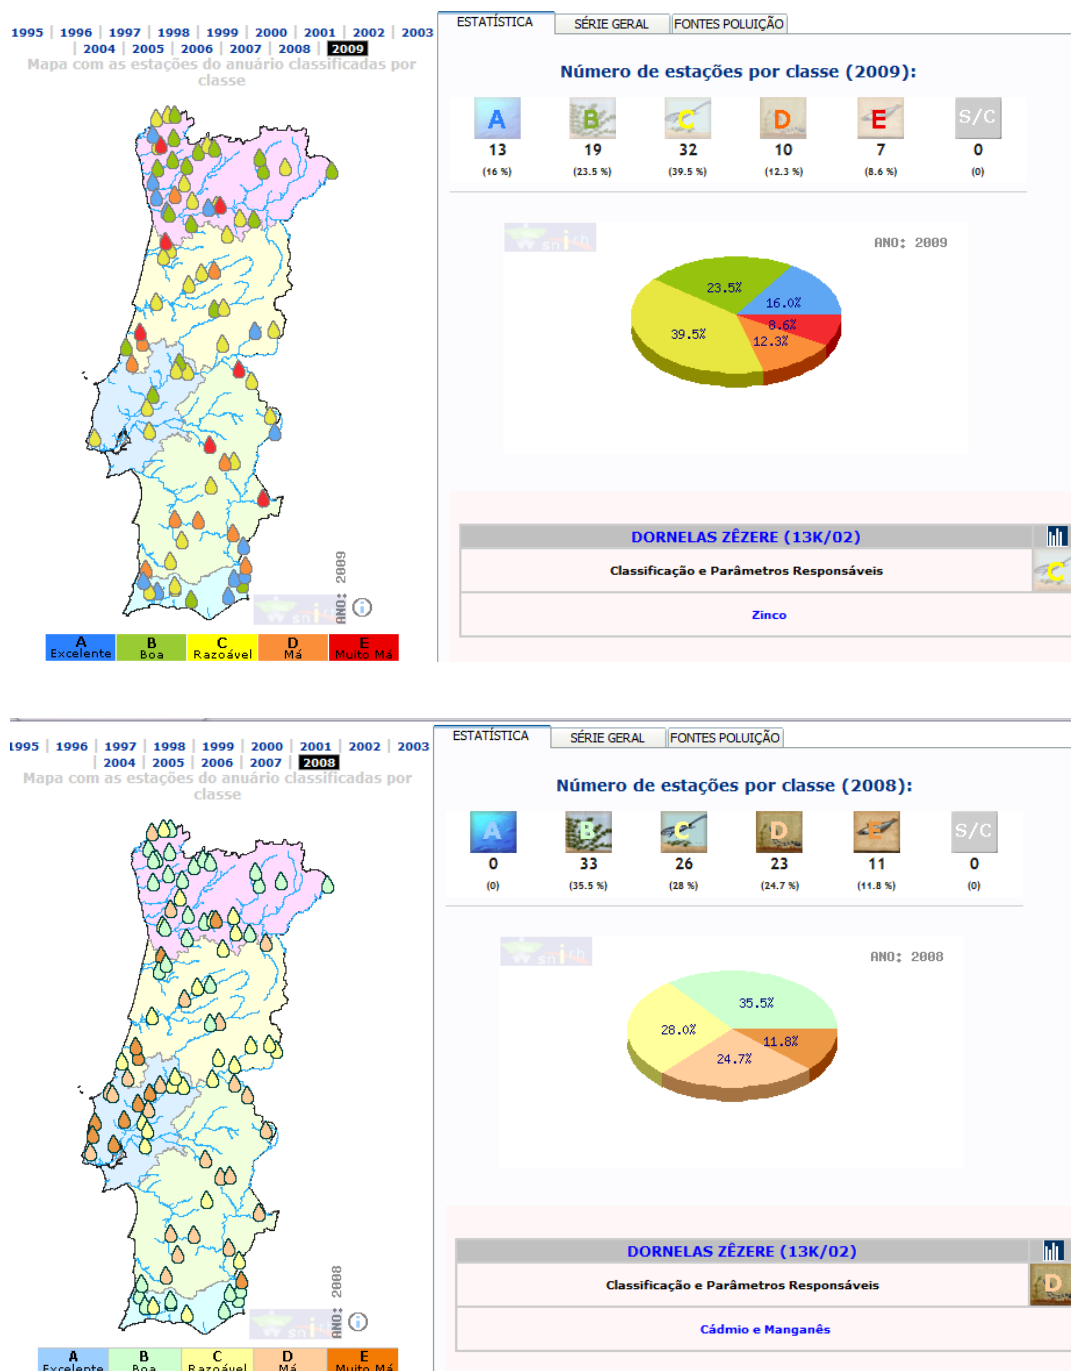 1995 | 1996 | 1997 | 1998 | 1999 | 2000 | 2001 | 2002 | 2003
| 2004 | 2005 | 2006 | 2007 | 2008 | 2009
Mapa com as estações do anuário classificadas por
classe
ANO: 2009
A B C D E
Excelente Boa Razoável Má Muito Má
ESTATÍSTICA SÉRIE GERAL FONTES POLUIÇÃO
Número de estações por classe (2009):
A B C D E S/C
13 19 32 10 7 0
(16 %) (23.5 %) (39.5 %) (12.3 %) (8.6 %) (0)
snirh
ANO: 2009
23.5%
16.0%
8.6%
39.5%
12.3%
DORNELAS ZÊZERE (13K/02)
Classificação e Parâmetros Responsáveis
C
Zinco
1995 | 1996 | 1997 | 1998 | 1999 | 2000 | 2001 | 2002 | 2003
| 2004 | 2005 | 2006 | 2007 | 2008
Mapa com as estações do anuário classificadas por
classe
ANO: 2008
snirh
A B C D E
Excelente Boa Razoável Má Muito Má
ESTATÍSTICA SÉRIE GERAL FONTES POLUIÇÃO
Número de estações por classe (2008):
A B C D E S/C
0 33 26 23 11 0
(0) (35.5 %) (28 %) (24.7 %) (11.8 %) (0)
snirh
ANO: 2008
35.5%
28.0%
11.8%
24.7%
DORNELAS ZÊZERE (13K/02)
Classificação e Parâmetros Responsáveis
D
Cádmio e Manganês